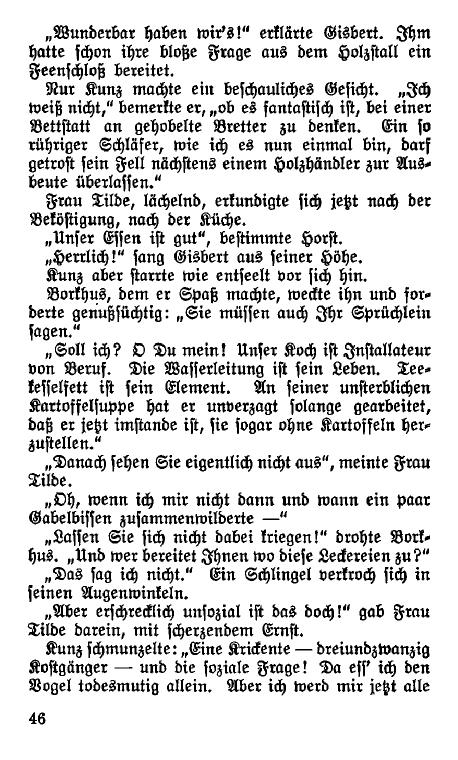 „Wunderbar haben wir's!“ erklärte Gisbert. Ihm
hatte schon ihre bloße Frage aus dem Holzstall ein
Feenschloß bereitet.
Nur Kunz machte ein beschauliches Gesicht. „Ich
weiß nicht,“ bemerkte er, „ob es fantastisch ist, bei einer
Bettstatt an gehobelte Bretter zu denken. Ein so
rühriger Schläfer, wie ich es nun einmal bin, darf
getrost sein Fell nächstens einem Holzhändler zur Aus-
beute überlassen.“
Frau Tilde, lächelnd, erkundigte sich jetzt nach der
Beköstigung, nach der Küche.
„Unser Essen ist gut“, bestimmte Horst.
„Herrlich!“ sang Gisbert aus seiner Höhe.
Kunz aber starrte wie entseelt vor sich hin.
Borkhus, dem er Spaß machte, weckte ihn und for-
derte genußsüchtig: „Sie müssen auch Ihr Sprüchlein
sagen.“
„Soll ich? O Du mein! Unser Koch ist Installateur
von Beruf. Die Wasserleitung ist sein Leben. Tee-
kesselfett ist sein Element. An seiner unsterblichen
Kartoffelsuppe hat er unverzagt solange gearbeitet,
daß er jetzt imstande ist, sie sogar ohne Kartoffeln her-
zustellen.“
„Danach sehen Sie eigentlich nicht aus“, meinte Frau
Tilde.
„Oh, wenn ich mir nicht dann und wann ein paar
Gabelbissen zusammenwilderte —“
„Lassen Sie sich nicht dabei kriegen!“ drohte Bork-
hus. „Und wer bereitet Ihnen wo diese Leckereien zu?“
„Das sag ich nicht.“ Ein Schlingel verkroch sich in
seinen Augenwinkeln.
„Aber erschrecklich unsozial ist das doch!“ gab Frau
Tilde darein, mit scherzendem Ernst.
Kunz schmunzelte: „Eine Krickente — dreiundzwanzig
Kostgänger — und die soziale Frage! Da ess' ich den
Vogel todesmutig allein. Aber ich werd mir jetzt alle
46